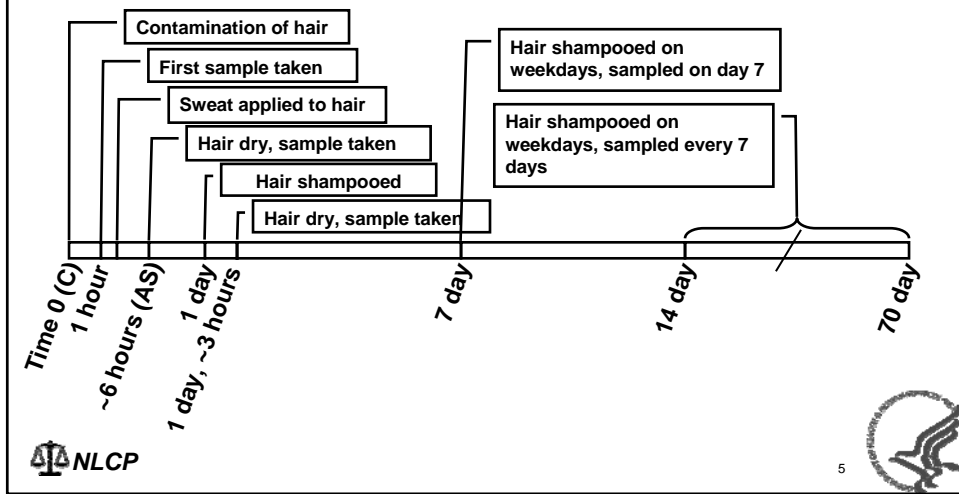 Contamination of hair
First sample taken
Sweat applied to hair
Hair dry, sample taken
Hair shampooed
Hair dry, sample taken
Hair shampooed on
weekdays, sampled on day 7
Hair shampooed on
weekdays, sampled every 7
days
Time 0 (C)
1 hour
~6 hours (AS)
1 day
1 day, ~3 hours
7 day
14 day
70 day
NLCP
5